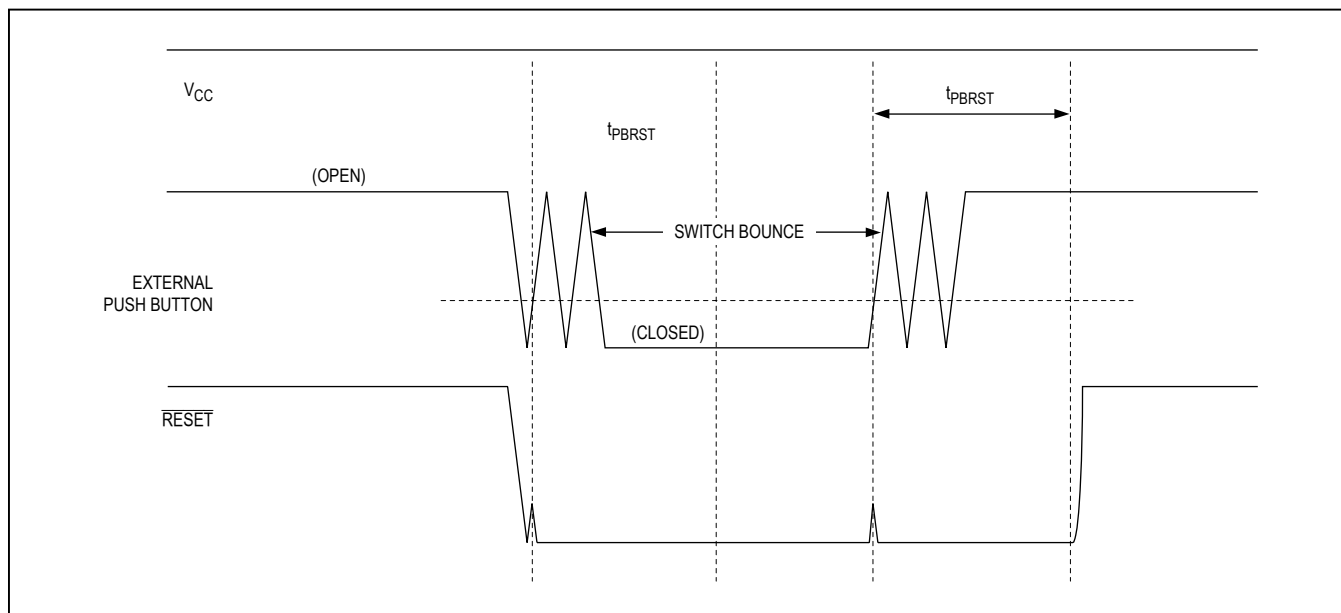 VCC
tPBRST
tPBRST
(OPEN)
SWITCH BOUNCE
EXTERNAL
PUSH BUTTON
(CLOSED)
RESET